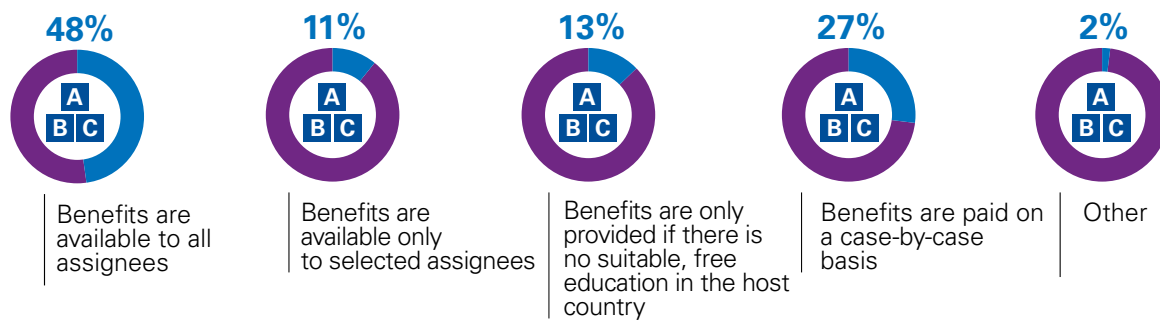 48%
A
B C
Benefits are
available to all
assignees
11%
A
B C
Benefits are
available only
to selected assignees
13%
A
B C
Benefits are only
provided if there is
no suitable, free
education in the host
country
27%
A
B C
Benefits are paid on
a case-by-case
basis
2%
A
B C
Other